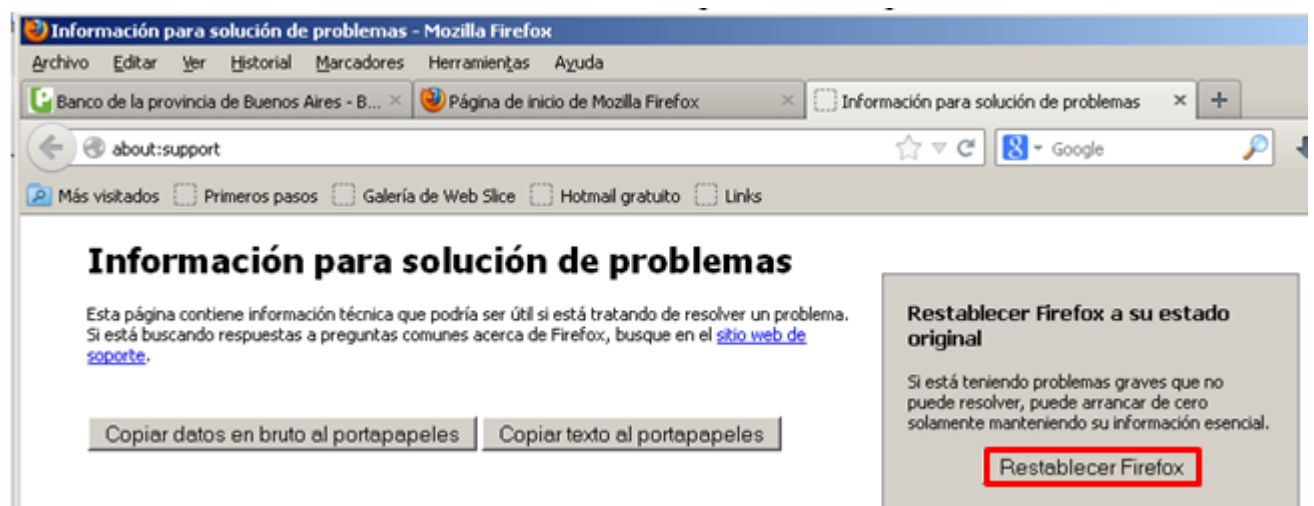 Información para solución de problemas - Mozilla Firefox
Archivo Editar Ver Historial Marcadores Herramientas Ayuda
Banco de la provincia de Buenos Aires - B... Página de inicio de Mozilla Firefox Información para solución de problemas
about:support Google
Más visitados Primeros pasos Galería de Web Slice Hotmail gratuito Links
Información para solución de problemas
Esta página contiene información técnica que podría ser útil si está tratando de resolver un problema.
Si está buscando respuestas a preguntas comunes acerca de Firefox, busque en el sitio web de
soporte.
Copiar datos en bruto al portapapeles Copiar texto al portapapeles
Restablecer Firefox a su estado
original
Si está teniendo problemas graves que no
puede resolver, puede arrancar de cero
solamente manteniendo su información esencial.
Restablecer Firefox